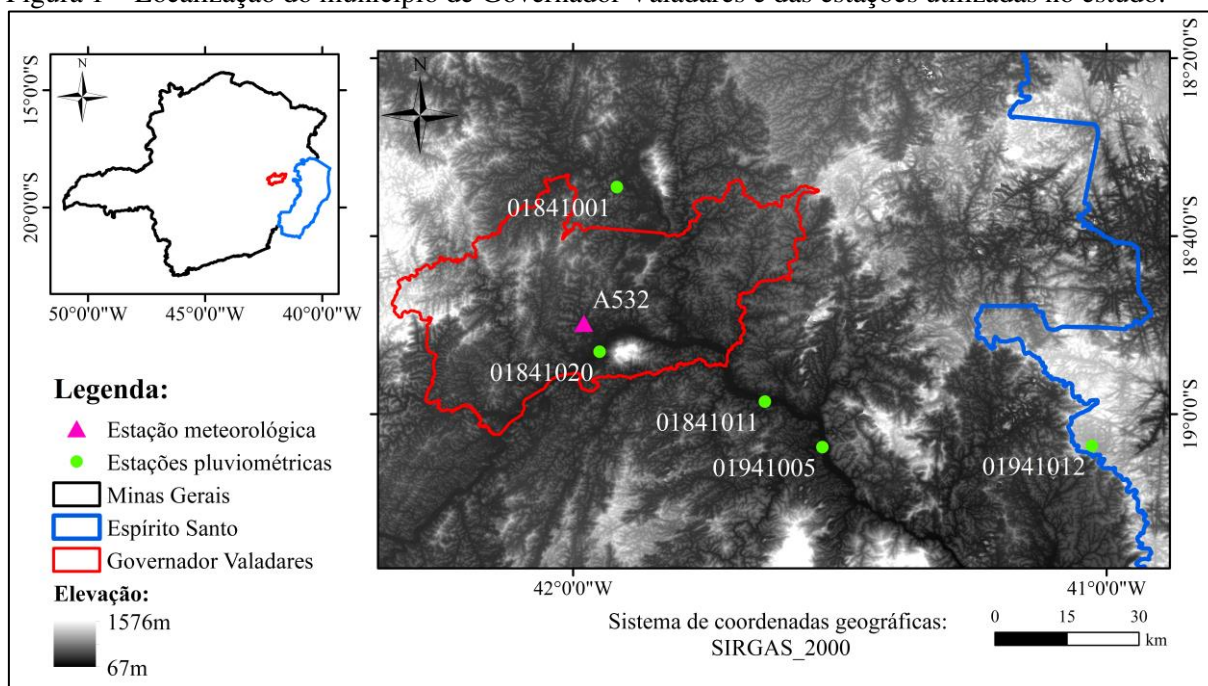 Figura 1 – Localização do município de Governador Valadares e das estações utilizadas no estudo.
N
15°0'0"S
20°0'0"S
50°0'0"W
45°0'0"W
40°0'0"W
N
18°20'0"S
18°40'0"S
19°0'0"S
01841001
A532
01841020
01841011
01941005
01941012
42°0'0"W
41°0'0"W
Legenda:
Estação meteorológica
Estações pluviométricas
Minas Gerais
Espírito Santo
Governador Valadares
Elevação:
1576m
67m
Sistema de coordenadas geográficas:
SIRGAS_2000
0 15 30
km